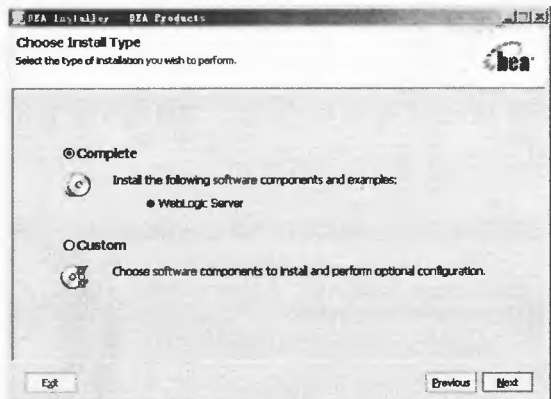 BEA Installer - BEA Products
Choose Install Type
Select the type of installation you wish to perform.
bea
Complete
Install the following software components and examples:
WebLogic Server
Custom
Choose software components to install and perform optional configuration.
Exit
Previous
Next